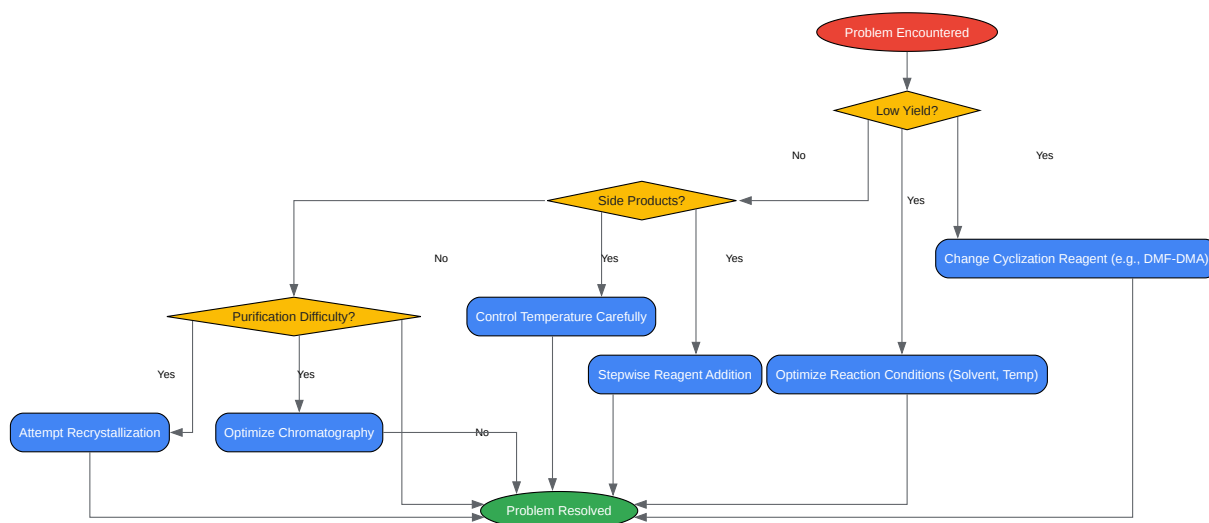 Problem Encountered
Low Yield?
No
Yes
Side Products?
Yes
Change Cyclization Reagent (e.g., DMF-DMA)
No
Yes
Yes
Purification Difficulty?
Control Temperature Carefully
Yes
Yes
Stepwise Reagent Addition
Optimize Reaction Conditions (Solvent, Temp)
Attempt Recrystallization
Optimize Chromatography
No
Problem Resolved